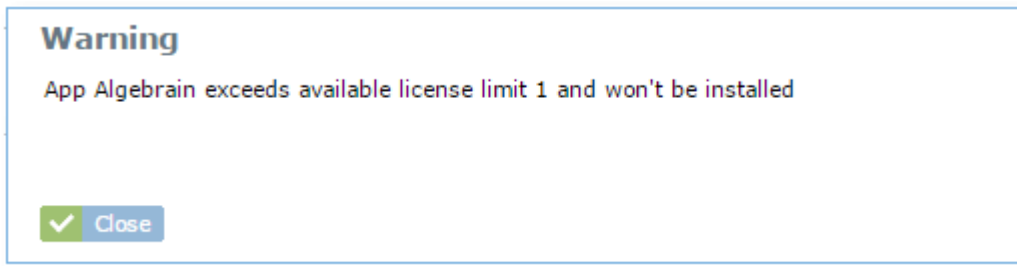 Warning
App Algebrain exceeds available license limit 1 and won't be installed
Close